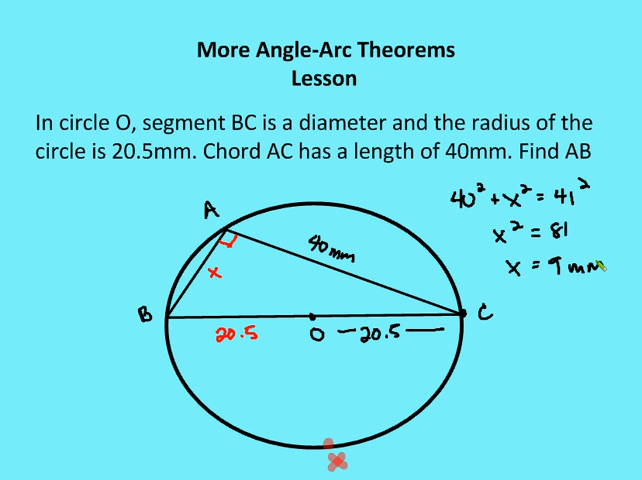 More Angle-Arc Theorems
Lesson
In circle O, segment BC is a diameter and the radius of the
circle is 20.5mm. Chord AC has a length of 40mm. Find AB
40² + x² = 41²
x² = 81
x = 9mm
A
40mm
x
B
C
20.5
O
20.5